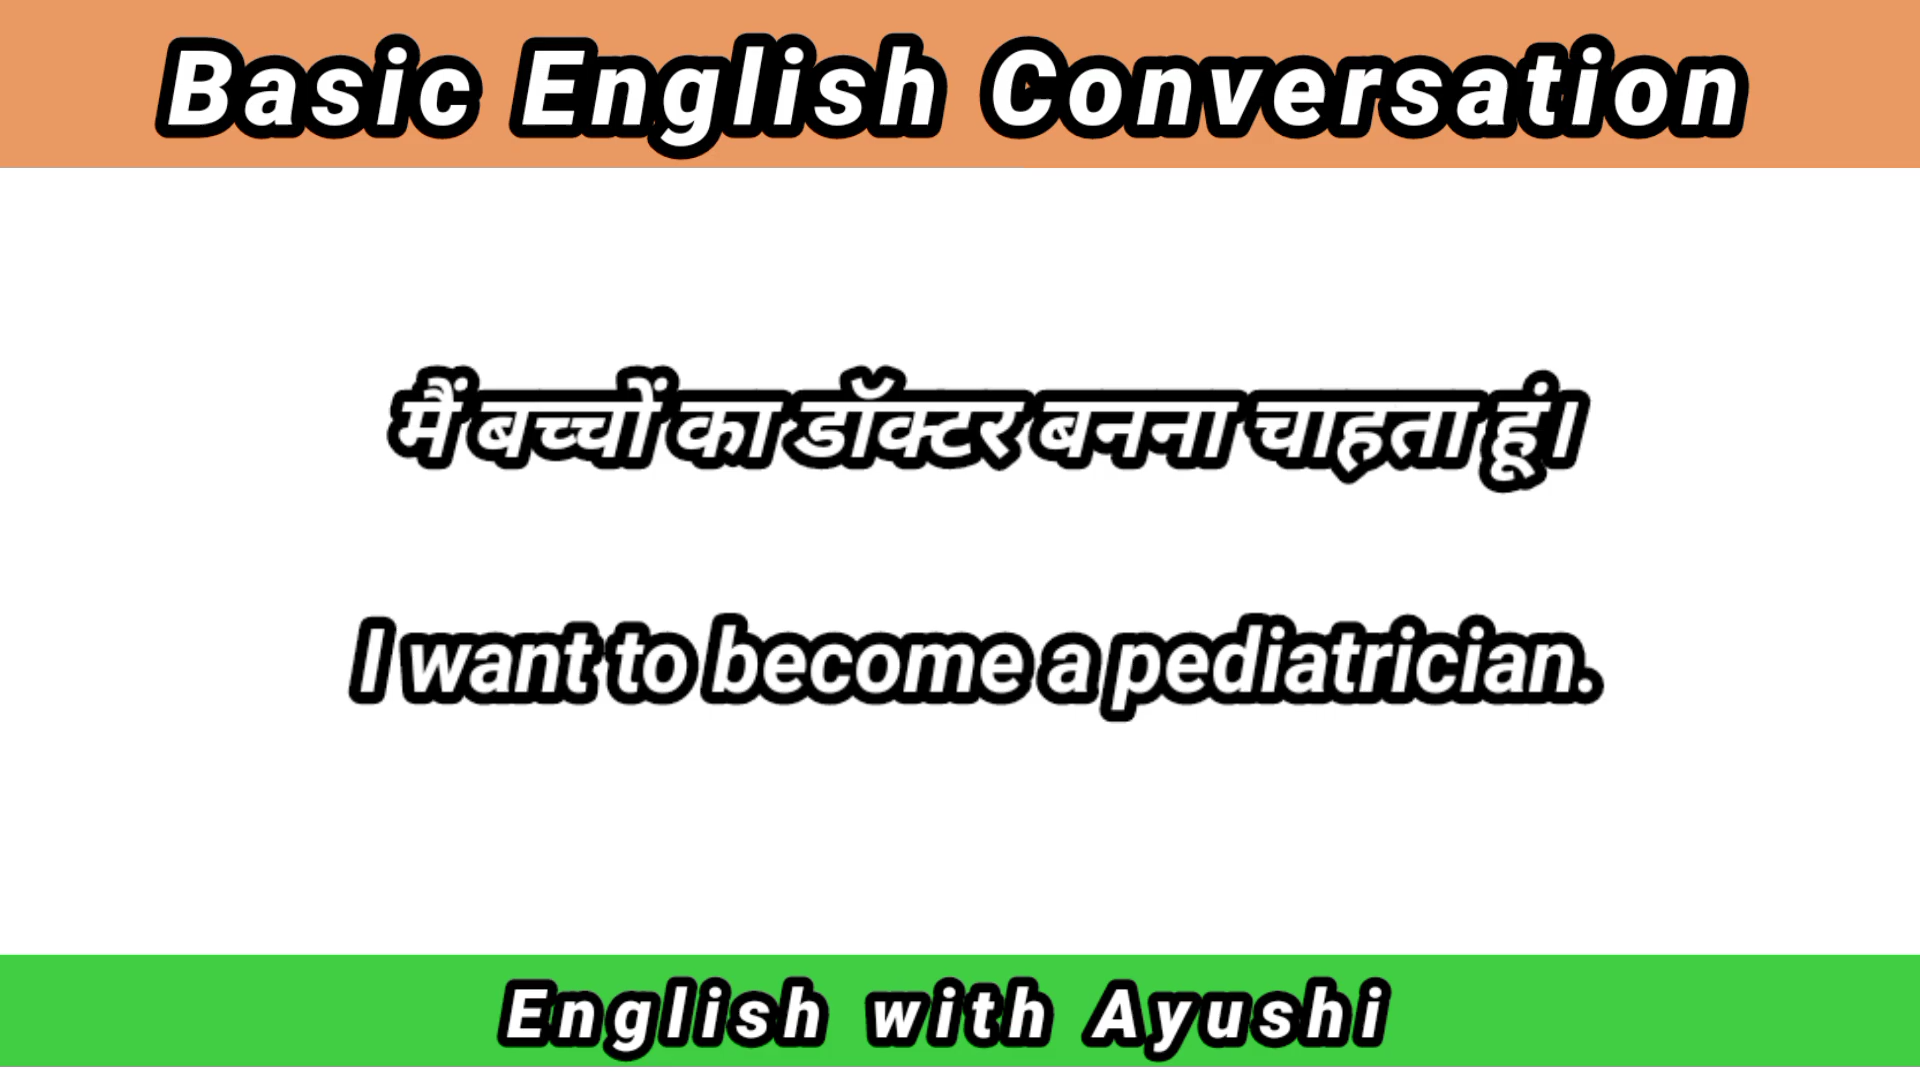 Basic English Conversation
मैं बच्चों का डॉक्टर बनना चाहता हूं।
I want to become a pediatrician.
English with Ayushi